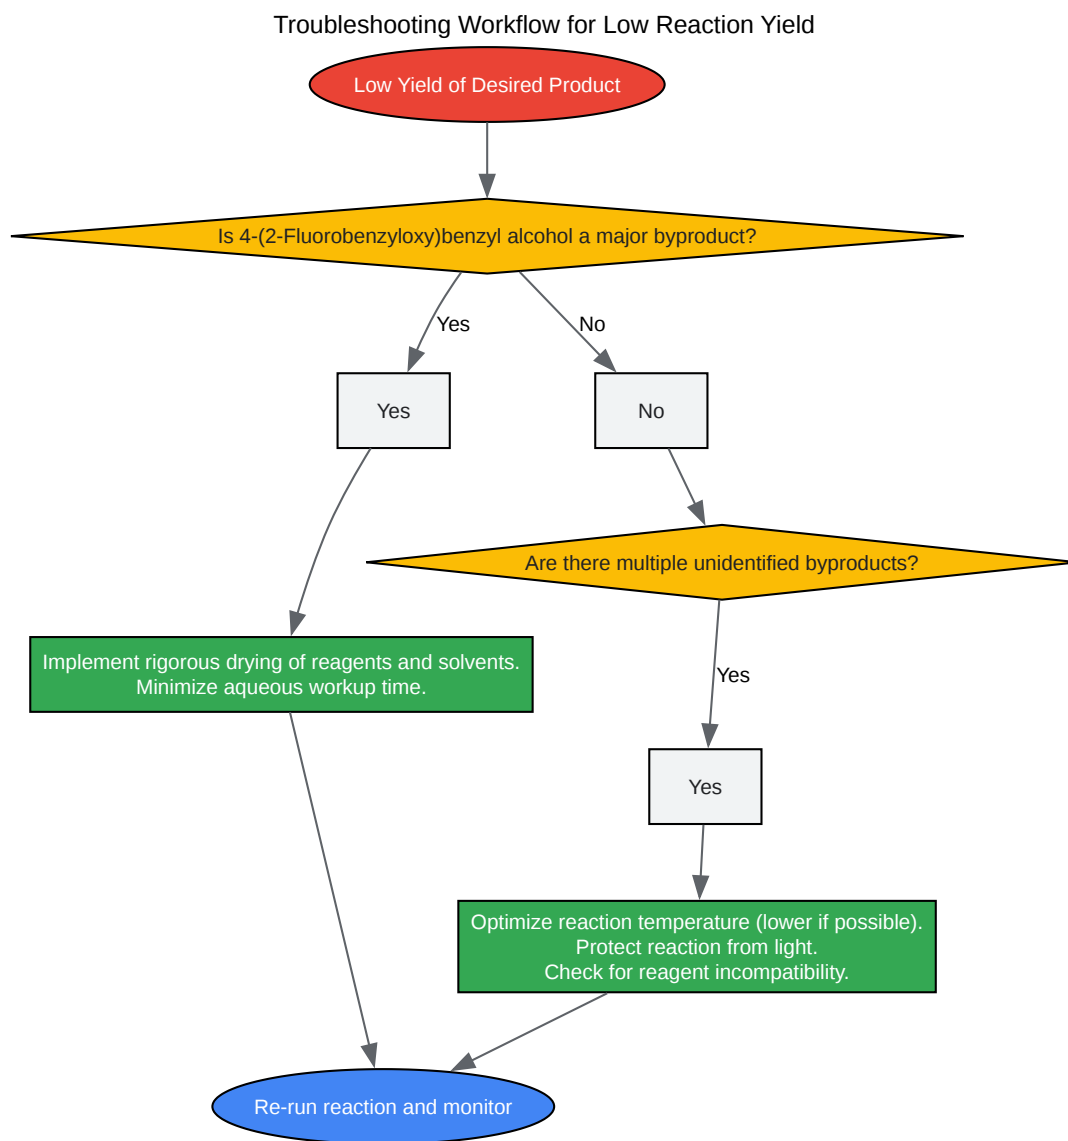 Troubleshooting Workflow for Low Reaction Yield
Low Yield of Desired Product
Is 4-(2-Fluorobenzyloxy)benzyl alcohol a major byproduct?
Yes
No
Yes
No
Are there multiple unidentified byproducts?
Implement rigorous drying of reagents and solvents.
Minimize aqueous workup time.
Yes
Yes
Optimize reaction temperature (lower if possible).
Protect reaction from light.
Check for reagent incompatibility.
Re-run reaction and monitor